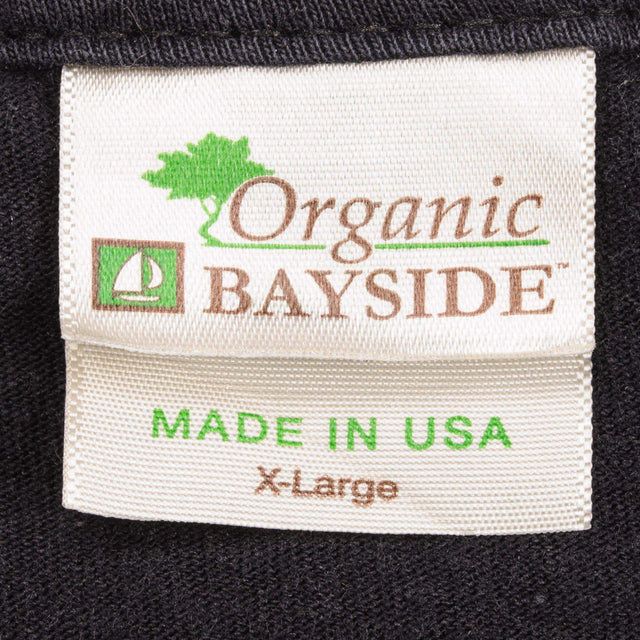 Organic
BAYSIDE™
MADE IN USA
X-Large